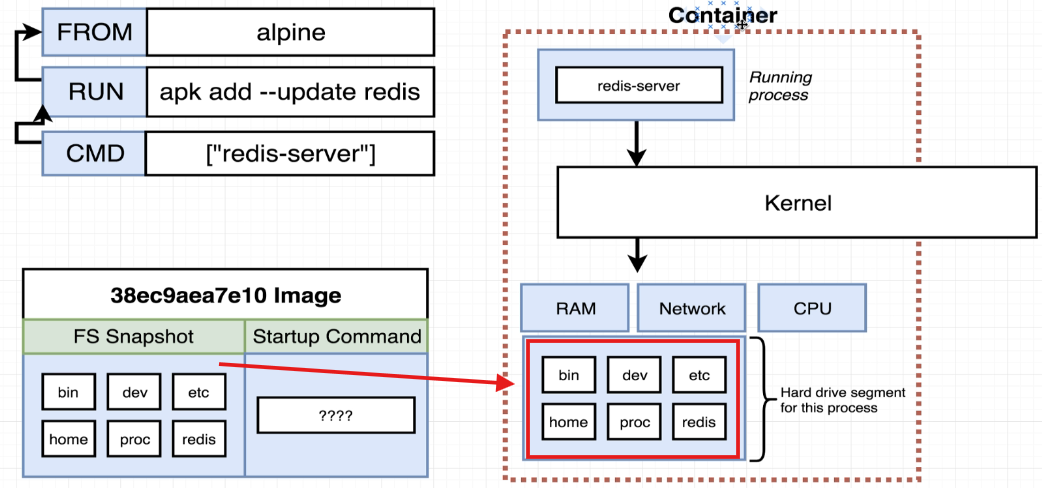 FROM alpine
RUN apk add --update redis
CMD ["redis-server"]
38ec9aea7e10 Image
FS Snapshot Startup Command
bin dev etc
????
home proc redis
Container
redis-server
Running
process
Kernel
RAM Network CPU
bin dev etc
home proc redis
Hard drive segment
for this process